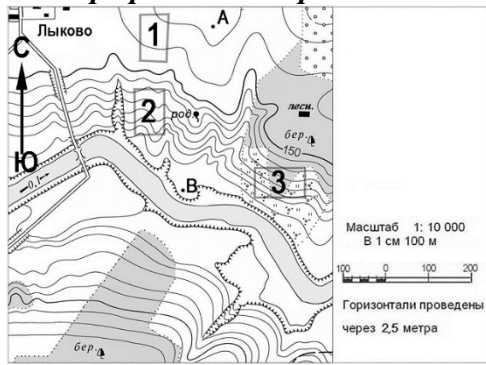 Лыково
1
А
С
2
род.
леси.
бер.
150
Ю
0,1
В
3
Масштаб 1: 10 000
В 1 см 100 м
100 0 100 200
Горизонтали проведены
через 2,5 метра
бер.